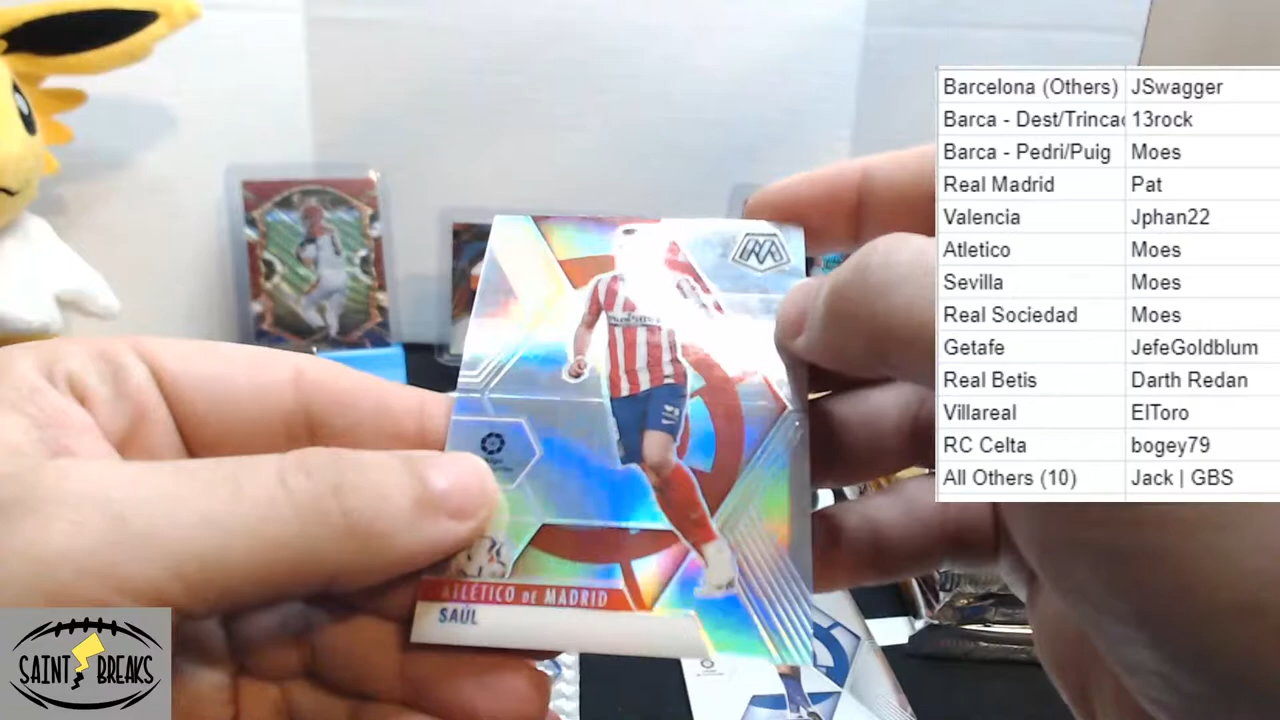 Barcelona (Others) JSwagger
Barca - Dest/Trincac 13rock
Barca - Pedri/Puig Moes
Real Madrid Pat
Valencia Jphan22
Atletico Moes
Sevilla Moes
Real Sociedad Moes
Getafe JefeGoldblum
Real Betis Darth Redan
Villareal ElToro
RC Celta bogey79
All Others (10) Jack | GBS
ATLÉTICO DE MADRID
SAÚL
SAINT BREAKS